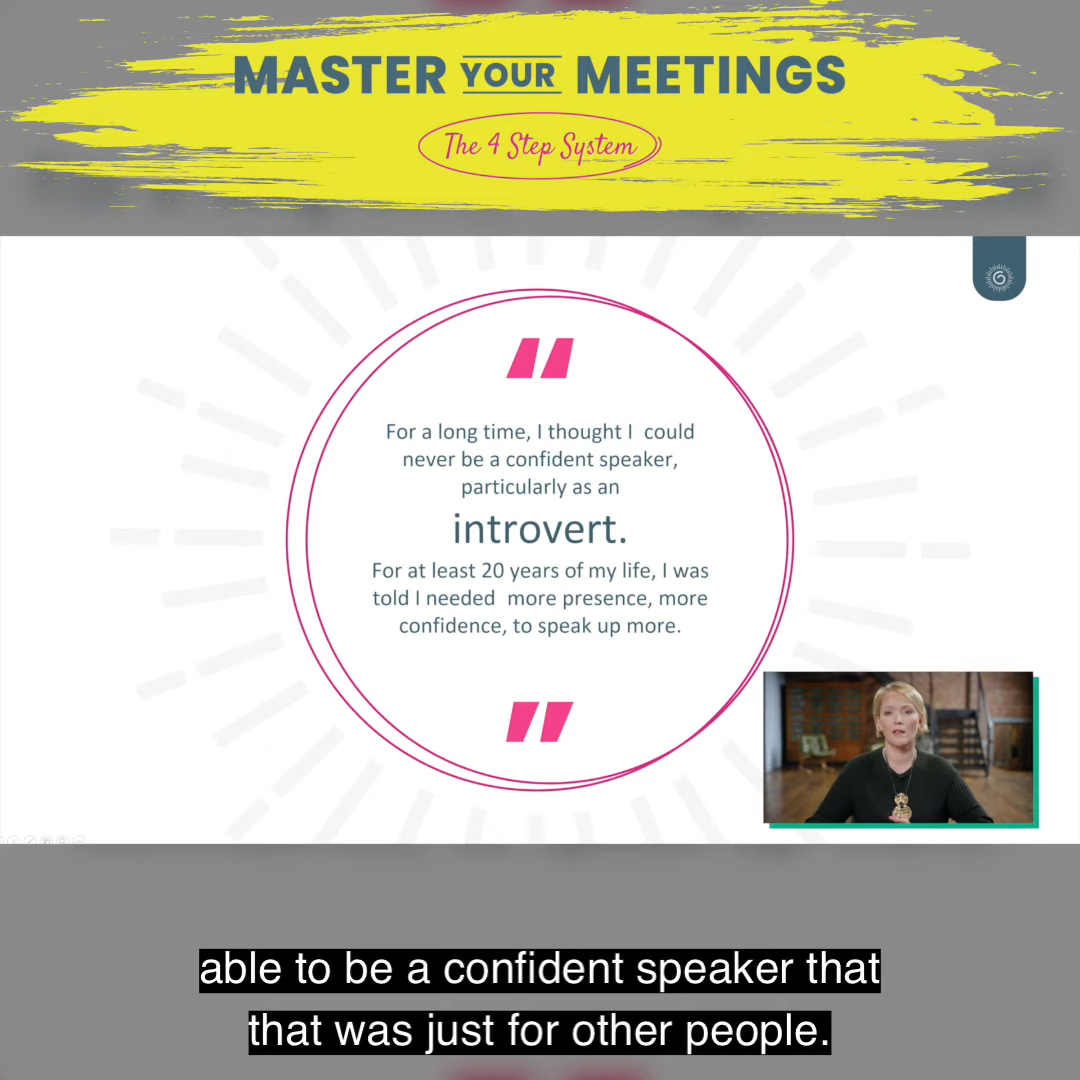 MASTER YOUR MEETINGS
The 4 Step System
For a long time, I thought I could
never be a confident speaker,
particularly as an
introvert.
For at least 20 years of my life, I was
told I needed more presence, more
confidence, to speak up more.
able to be a confident speaker that
that was just for other people.